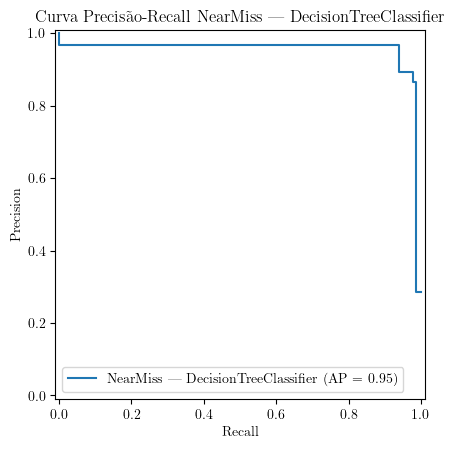 Curva Precisão-Recall NearMiss — DecisionTreeClassifier
1.0
0.8
0.6
0.4
0.2
0.0
Precision
NearMiss — DecisionTreeClassifier (AP = 0.95)
0.0 0.2 0.4 0.6 0.8 1.0
Recall